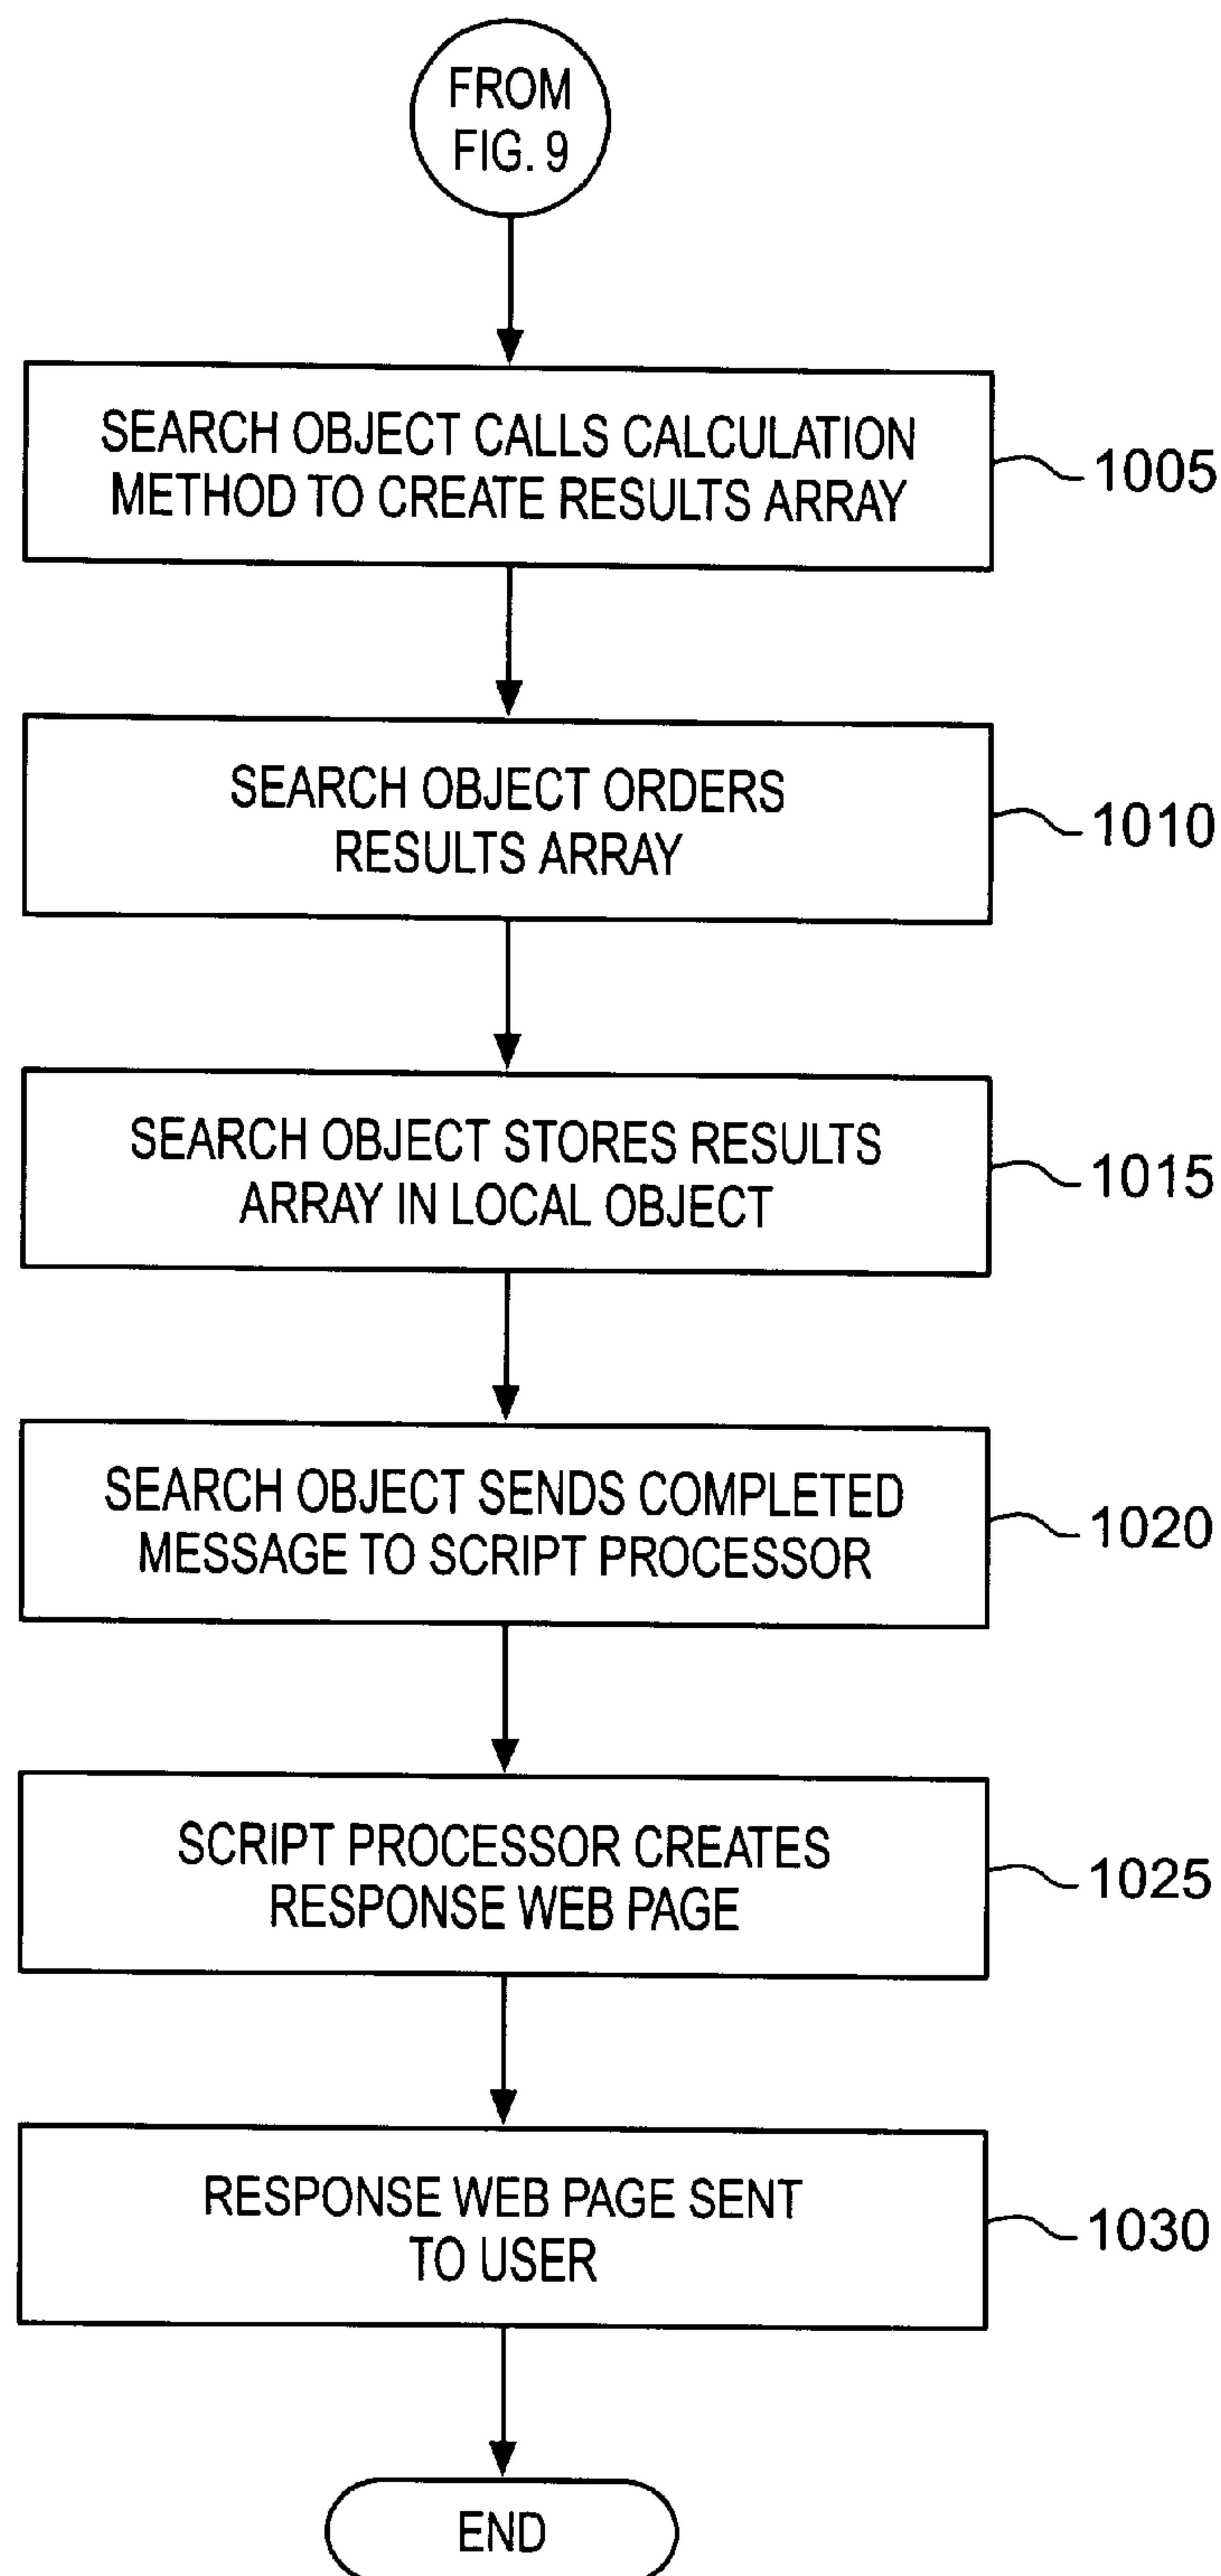 FROM
FIG. 9
SEARCH OBJECT CALLS CALCULATION
METHOD TO CREATE RESULTS ARRAY
1005
SEARCH OBJECT ORDERS
RESULTS ARRAY
1010
SEARCH OBJECT STORES RESULTS
ARRAY IN LOCAL OBJECT
1015
SEARCH OBJECT SENDS COMPLETED
MESSAGE TO SCRIPT PROCESSOR
1020
SCRIPT PROCESSOR CREATES
RESPONSE WEB PAGE
1025
RESPONSE WEB PAGE SENT
TO USER
1030
END